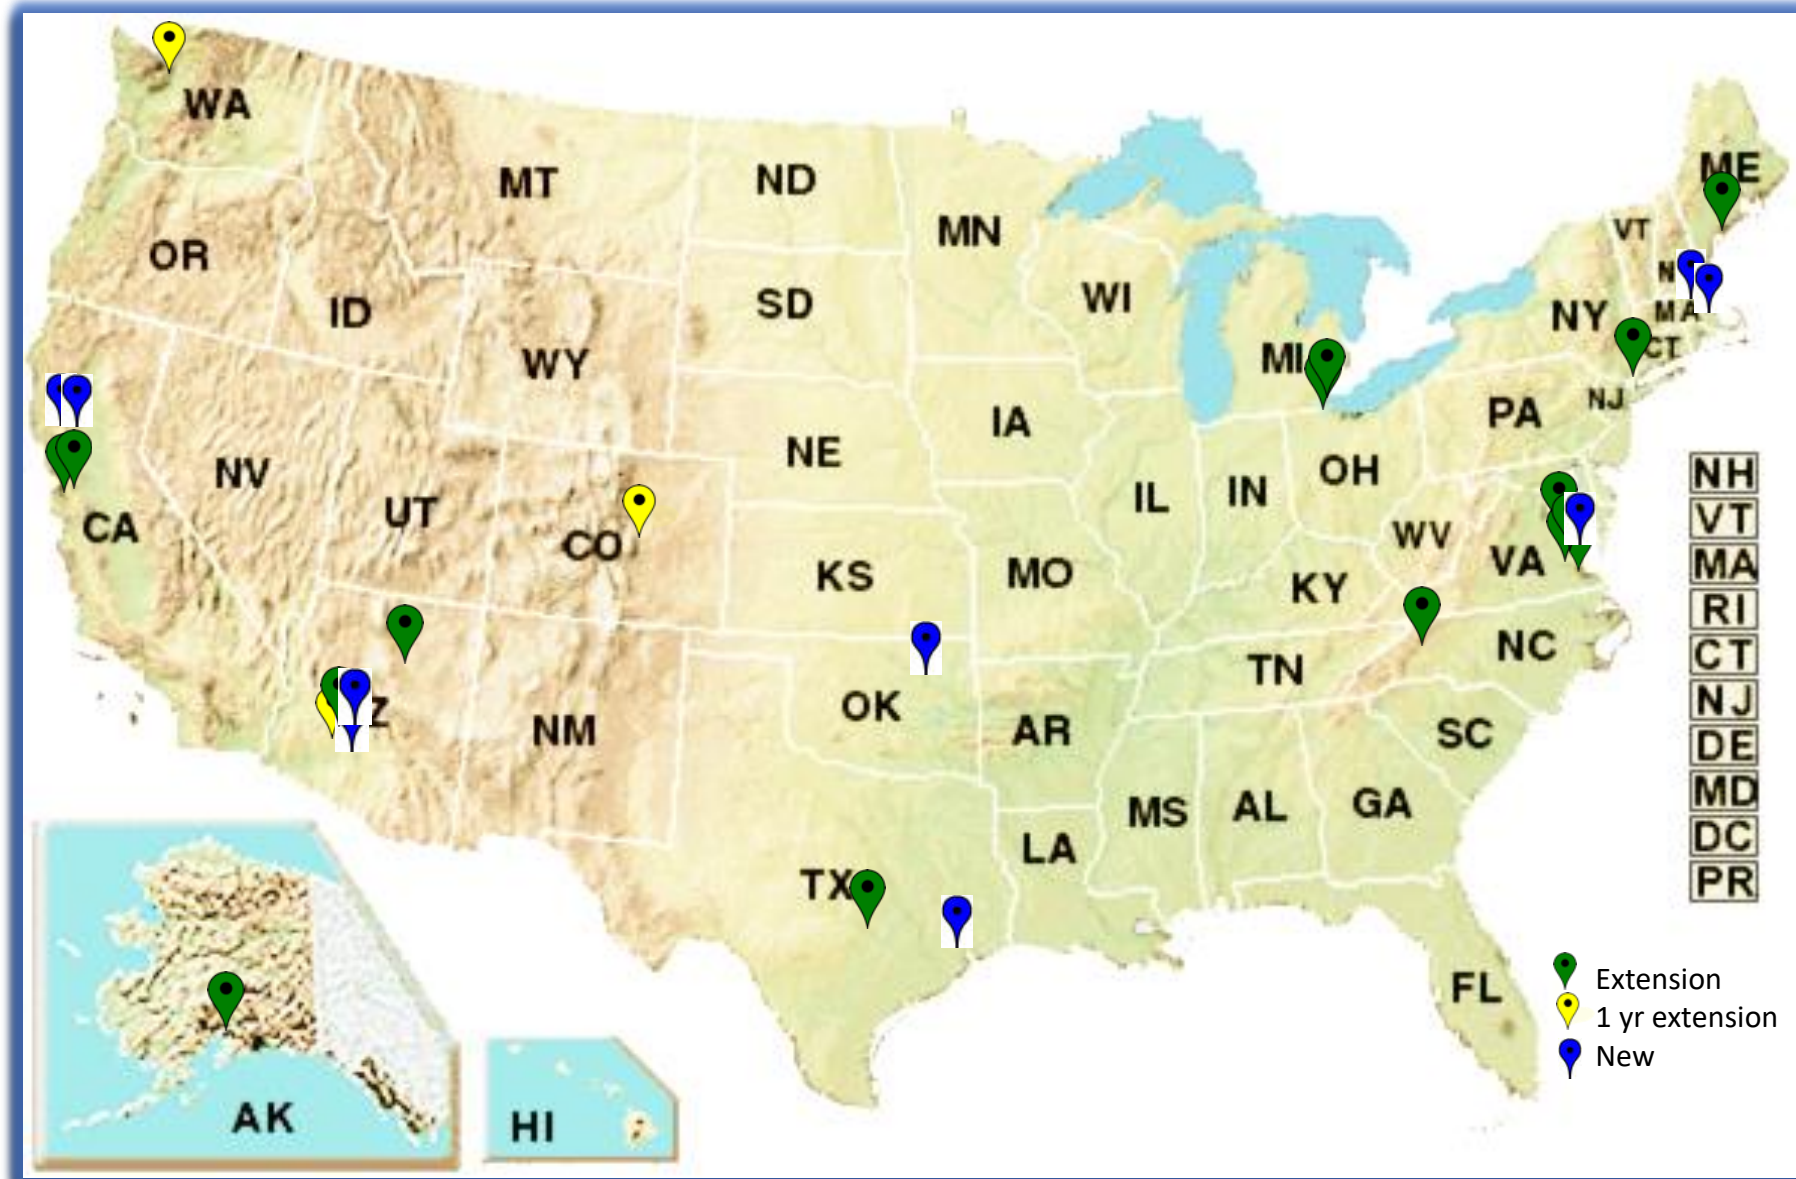 WA
MT
ND
MN
ME
OR
ID
SD
WI
VT
N
WY
MI
NY
MA
CT
NJ
IA
PA
NE
NV
UT
CO
CA
IL
IN
OH
WV
VA
KS
MO
KY
NC
TN
OK
AR
NM
Z
SC
MS
AL
GA
LA
TX
FL
AK
HI
NH
VT
MA
RI
CT
NJ
DE
MD
DC
PR
Extension
1 yr extension
New